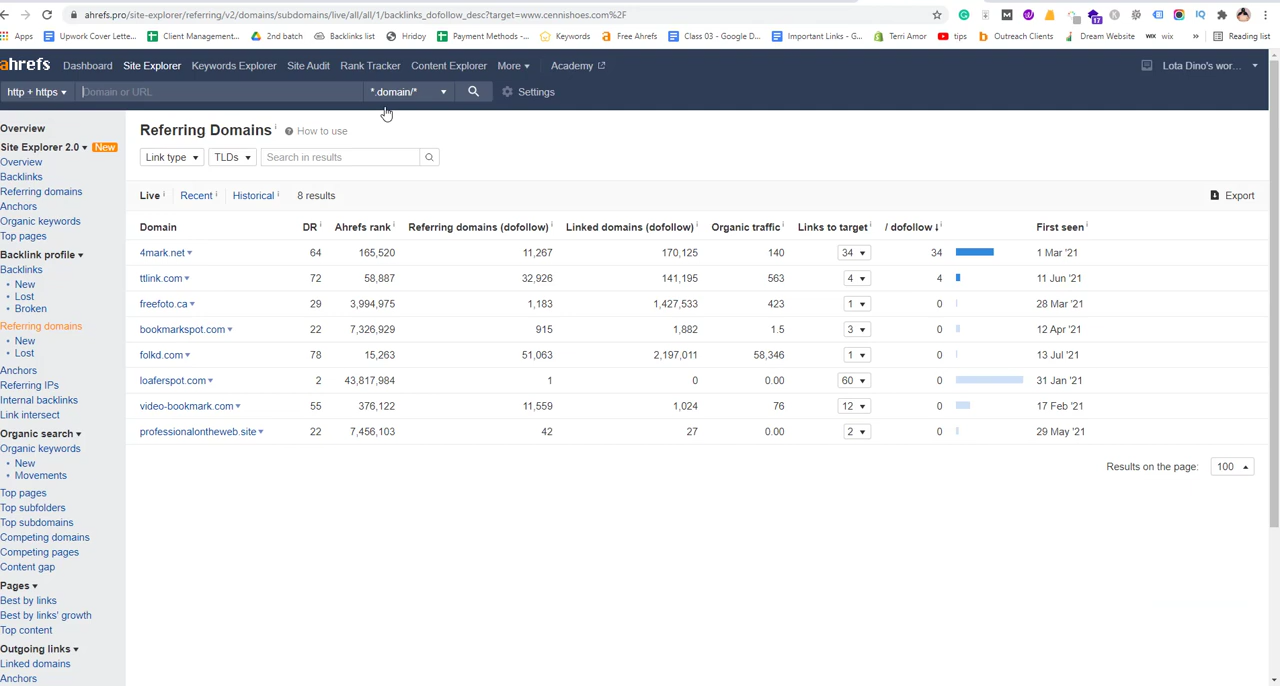 ahrefs.pro/site-explorer/referring/v2/domains/subdomains/live/all/all/1/backlinks_dofollow_desc?target=www.cennishoes.com%2F
Apps Upwork Cover Lette... Client Management... 2nd batch Backlinks list Hridoy Payment Methods -... Keywords Free Ahrefs Class 03 - Google D... Important Links - G... Terri Amor tips Outreach Clients Dream Website wix » Reading list
ahrefs Dashboard Site Explorer Keywords Explorer Site Audit Rank Tracker Content Explorer More Academy Lota Dino's wor...
http + https Domain or URL *.domain/* Settings
Overview
Site Explorer 2.0 New
Overview
Backlinks
Referring domains
Anchors
Organic keywords
Top pages
Backlink profile
Backlinks
• New
• Lost
• Broken
Referring domains
• New
• Lost
Anchors
Referring IPs
Internal backlinks
Link intersect
Organic search
Organic keywords
• New
• Movements
Top pages
Top subfolders
Top subdomains
Competing domains
Competing pages
Content gap
Pages
Best by links
Best by links' growth
Top content
Outgoing links
Linked domains
Anchors
Referring Domains i ? How to use
Link type TLDs Search in results
Live i Recent i Historical i 8 results Export
Domain DR i Ahrefs rank i Referring domains (dofollow) i Linked domains (dofollow) i Organic traffic i Links to target i / dofollow ↓ i First seen i
4mark.net 64 165,520 11,267 170,125 140 34 34 1 Mar '21
ttlink.com 72 58,887 32,926 141,195 563 4 4 11 Jun '21
freefoto.ca 29 3,994,975 1,183 1,427,533 423 1 0 28 Mar '21
bookmarkspot.com 22 7,326,929 915 1,882 1.5 3 0 12 Apr '21
folkd.com 78 15,263 51,063 2,197,011 58,346 1 0 13 Jul '21
loaferspot.com 2 43,817,984 1 0 0.00 60 0 31 Jan '21
video-bookmark.com 55 376,122 11,559 1,024 76 12 0 17 Feb '21
professionalontheweb.site 22 7,456,103 42 27 0.00 2 0 29 May '21
Results on the page: 100